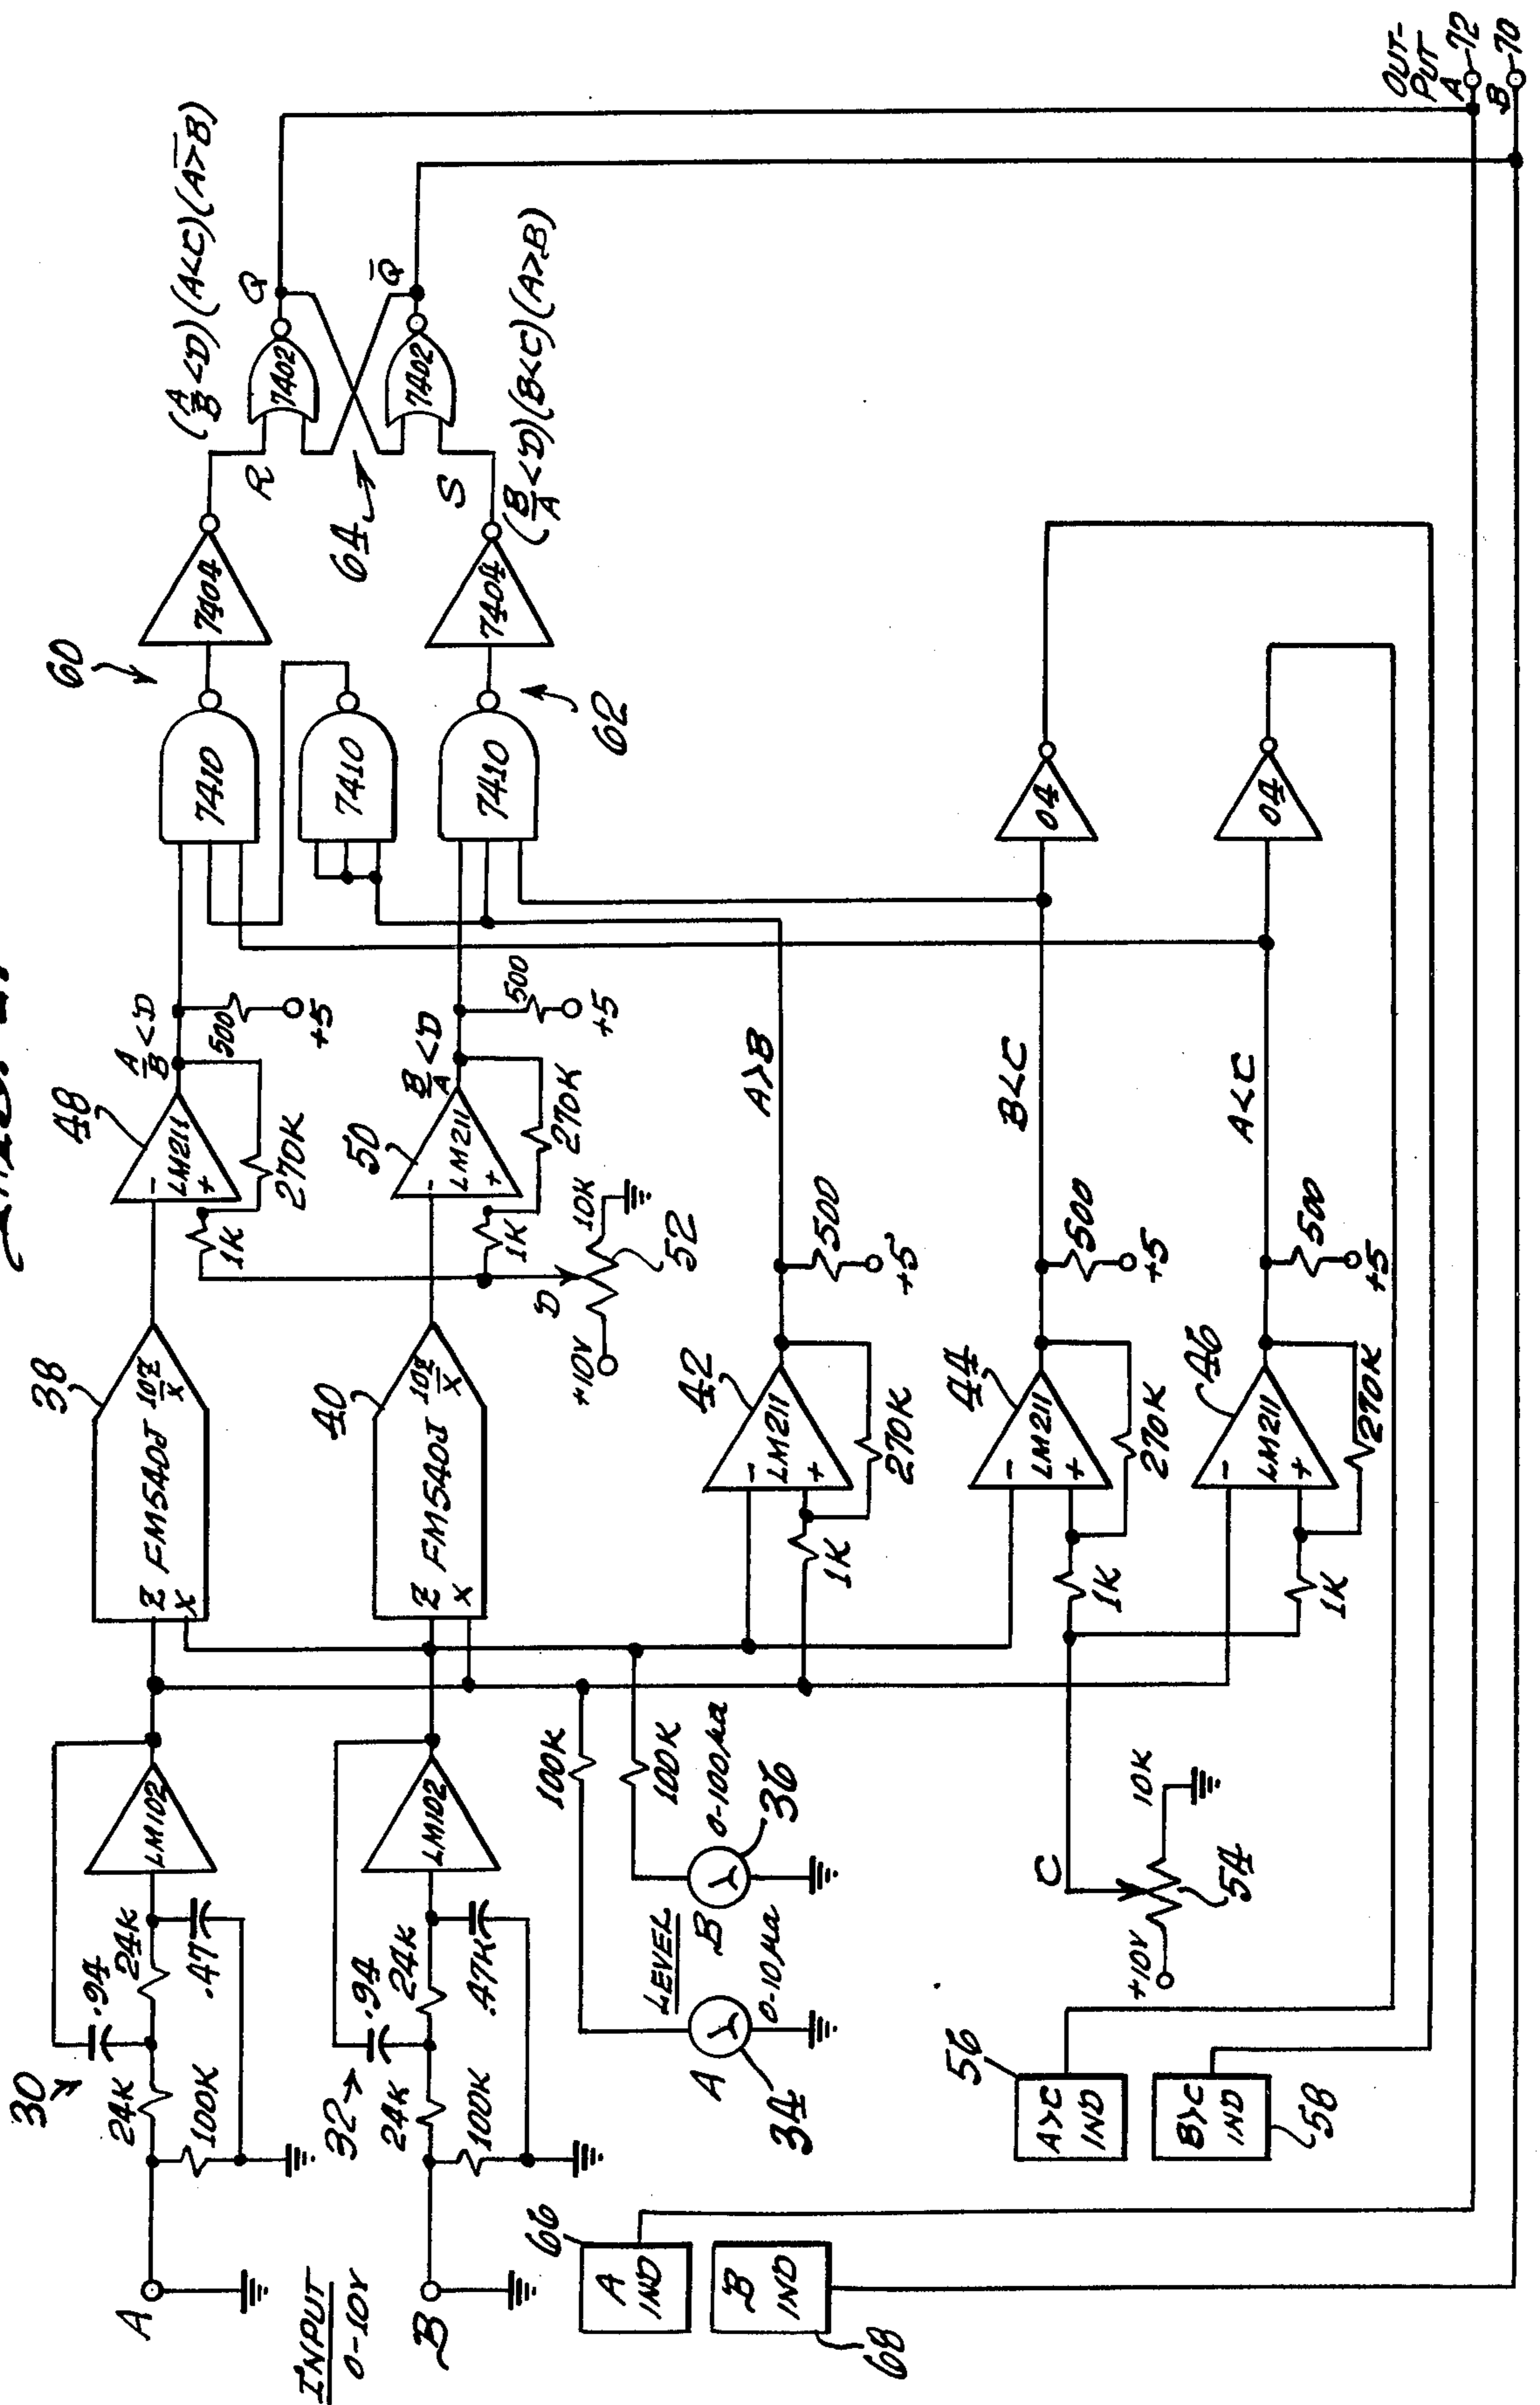 30
.94
24K
24K
LM102
100K
.47
A
INPUT
0-10V
32
.94
24K
24K
LM102
100K
.47K
B
38
Z FM540J 10Z/X
X
40
Z FM540J 10Z/X
X
48
-
LM211
+
A/B<D
1K
270K
500
+5
50
-
LM211
+
B/A<D
1K
270K
500
+5
D
10K
+10V
52
60
7410
7404
7410
7410
7404
62
(A/B<D)(A<C)(A̅>̅B̅)
R
7402
Q
64
S
7402
Q̅
(B/A<D)(B<C)(A>B)
100K
100K
LEVEL
A
0-10µa
34
B
0-100µa
36
42
-
LM211
+
1K
270K
500
+5
A>B
44
-
LM211
+
1K
270K
500
+5
B<C
04
46
-
LM211
+
1K
270K
500
+5
A<C
04
C
10K
+10V
54
56
A>C
IND
B>C
IND
58
66
A
IND
B
IND
68
OUT-
PUT
A 72
B 70